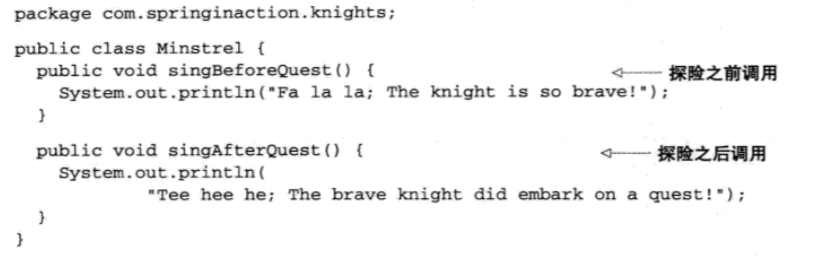 package com.springinaction.knights;
public class Minstrel {
public void singBeforeQuest() { 探险之前调用
System.out.println("Fa la la; The knight is so brave!");
}
public void singAfterQuest() { 探险之后调用
System.out.println(
"Tee hee he; The brave knight did embark on a quest!");
}
}